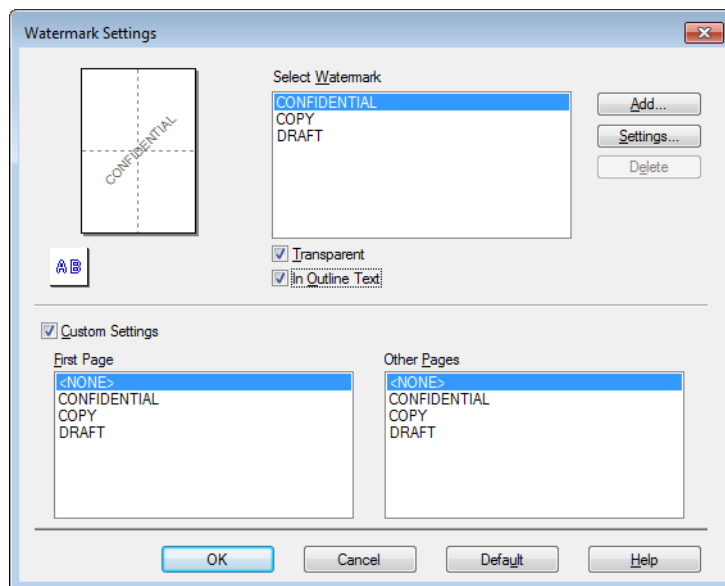 Watermark Settings
Select Watermark
CONFIDENTIAL
COPY
DRAFT
Add...
Settings...
Delete
CONFIDENTIAL
AB
Transparent
In Outline Text
Custom Settings
First Page
<NONE>
CONFIDENTIAL
COPY
DRAFT
Other Pages
<NONE>
CONFIDENTIAL
COPY
DRAFT
OK
Cancel
Default
Help